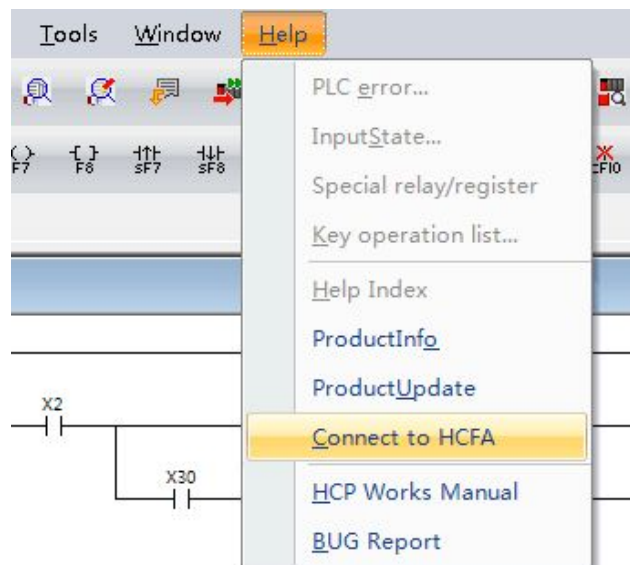 Tools Window Help
PLC error...
InputState...
F7 F8 sF7 sF8
cF10
Special relay/register
Key operation list...
Help Index
ProductInfo
ProductUpdate
X2
Connect to HCFA
X30
HCP Works Manual
BUG Report